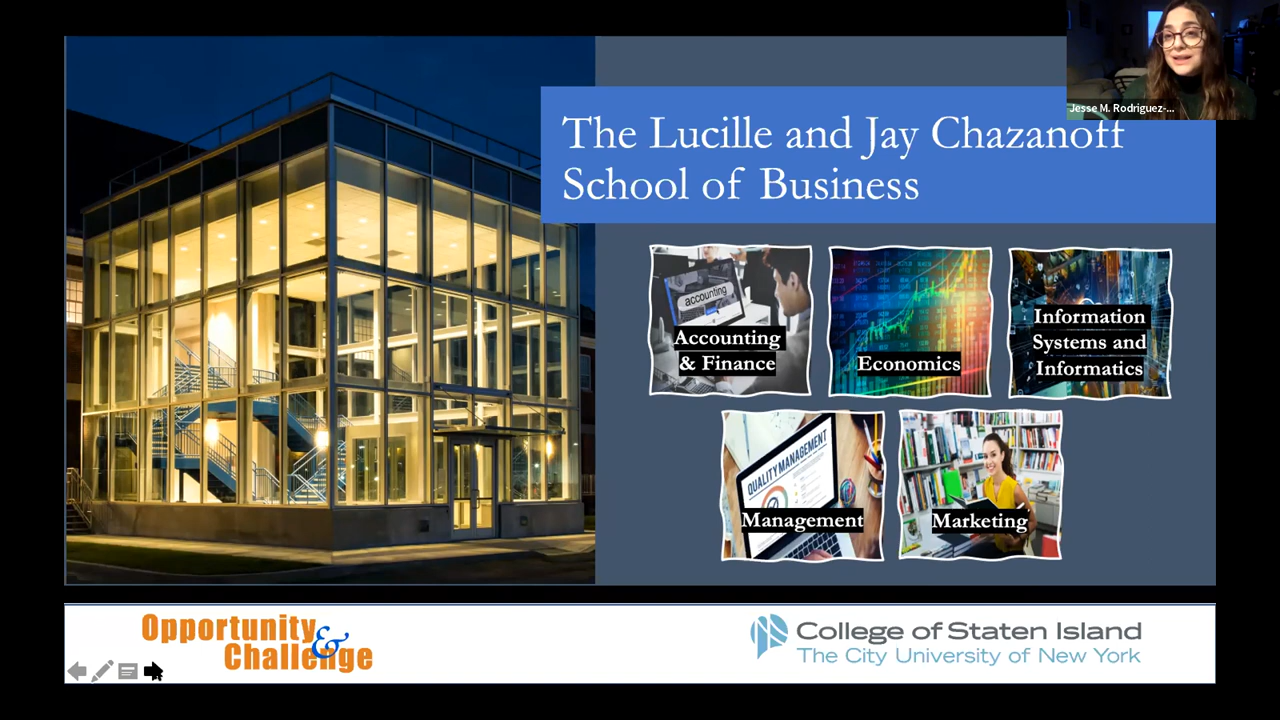 Jesse M. Rodriguez-...
The Lucille and Jay Chazanoff
School of Business
accounting
Accounting
& Finance
Economics
Information
Systems and
Informatics
QUALITY MANAGEMENT
Management
Marketing
Opportunity
&
Challenge
College of Staten Island
The City University of New York